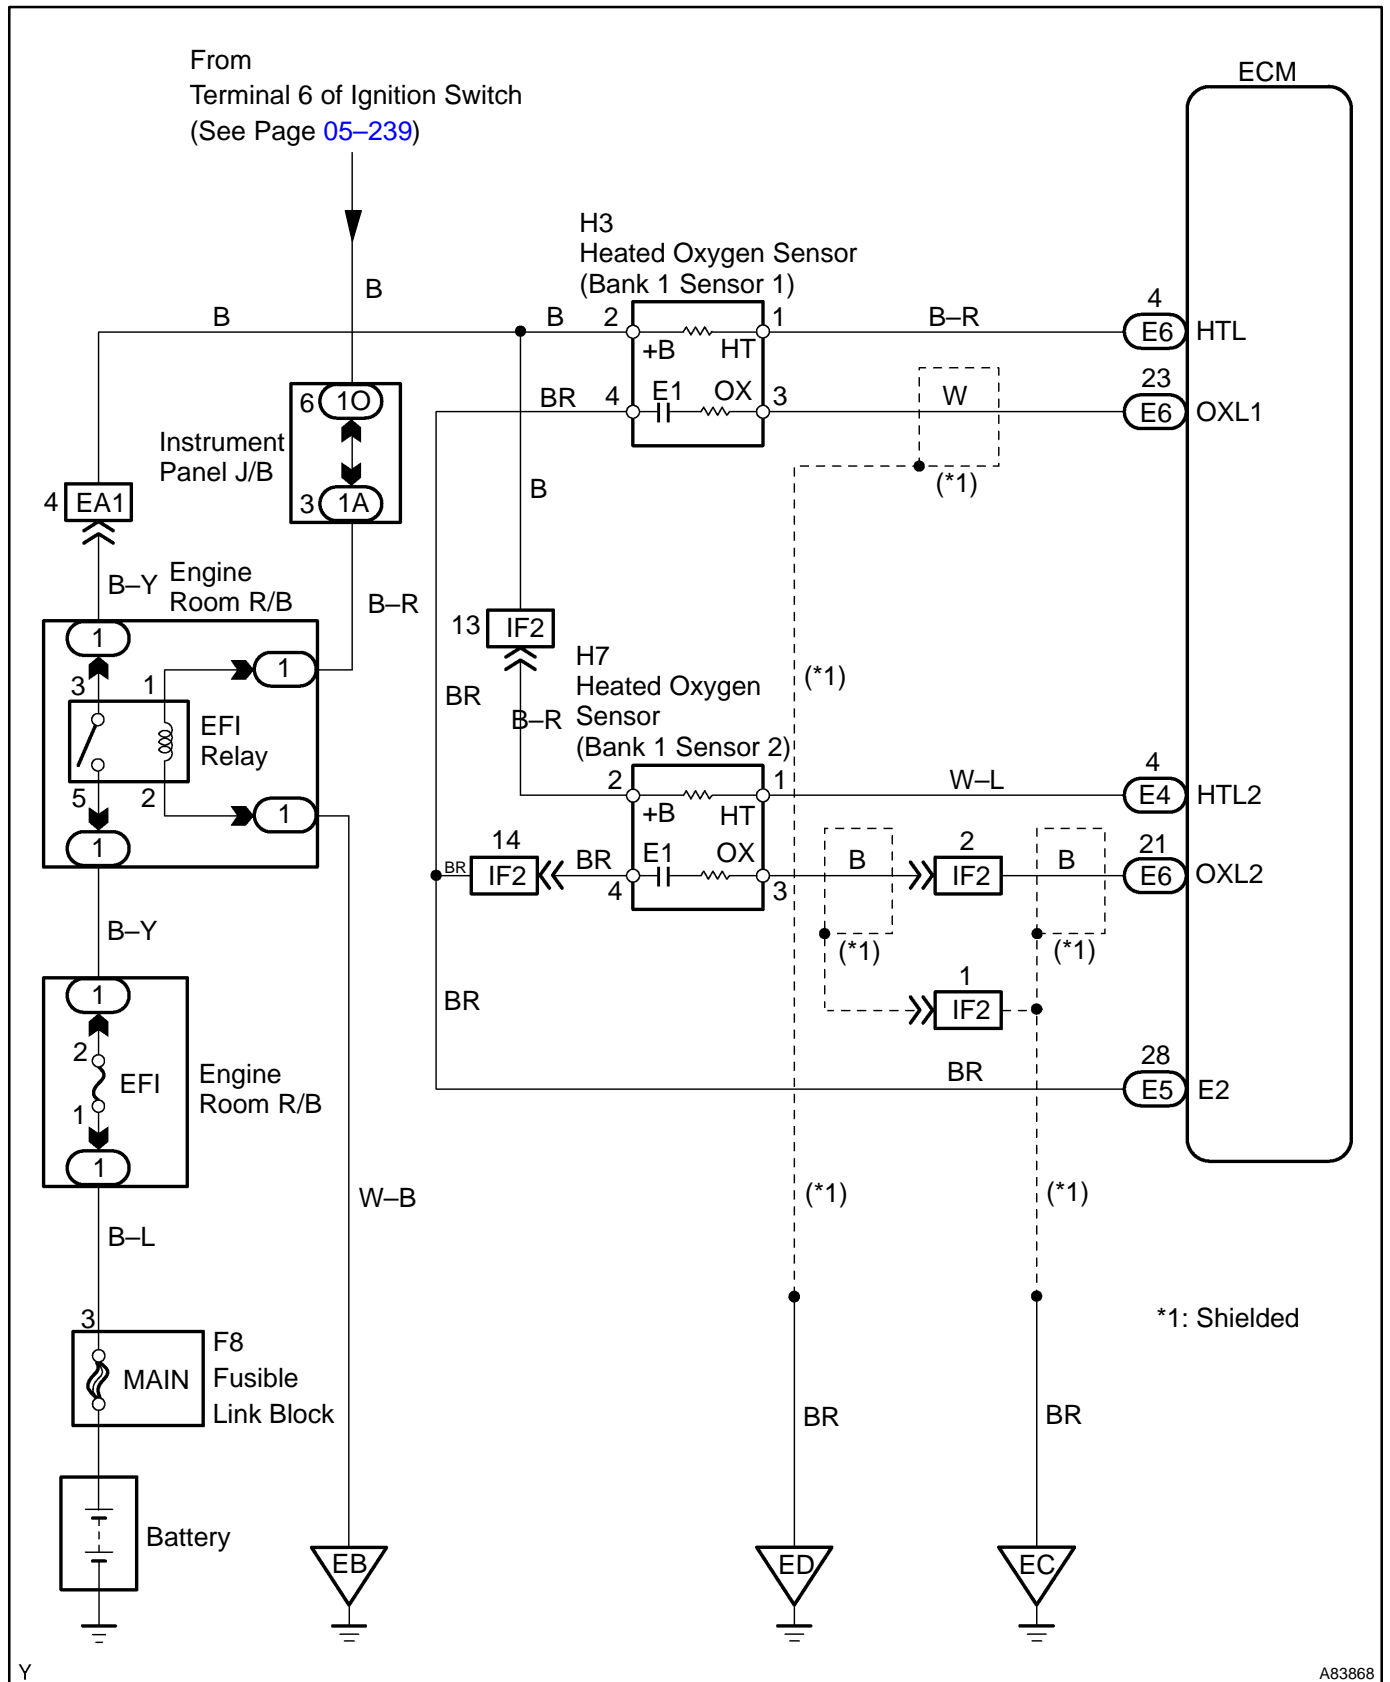 From
Terminal 6 of Ignition Switch
(See Page 05–239)
ECM
H3
Heated Oxygen Sensor
(Bank 1 Sensor 1)
B
B
B
2
1
B–R
4
E6
HTL
+B
HT
BR
4
E1
OX
3
W
23
E6
OXL1
(*1)
6
1O
Instrument
Panel J/B
3
1A
4
EA1
B
B–Y
Engine
Room R/B
B–R
13
IF2
1
1
3
1
EFI
Relay
5
2
1
1
BR
B–R
H7
Heated Oxygen
Sensor
(Bank 1 Sensor 2)
(*1)
2
1
W–L
4
E4
HTL2
+B
HT
BR
14
IF2
BR
4
E1
OX
3
B
2
IF2
B
21
E6
OXL2
(*1)
(*1)
1
IF2
B–Y
BR
1
2
EFI
1
1
Engine
Room R/B
BR
28
E5
E2
B–L
W–B
(*1)
(*1)
3
MAIN
F8
Fusible
Link Block
*1: Shielded
BR
BR
Battery
EB
ED
EC
Y
A83868